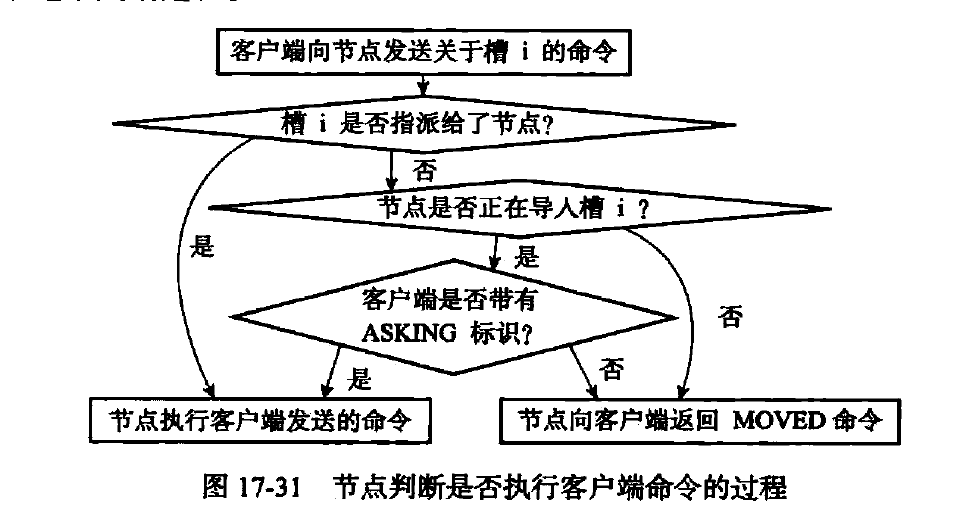 客户端向节点发送关于槽 i 的命令
槽 i 是否指派给了节点?
否
节点是否正在导人槽 i ?
是
是
客户端是否带有
ASKING 标识?
否
是
否
节点执行客户端发送的命令
节点向客户端返回 MOVED 命令
图 17-31 节点判断是否执行客户端命令的过程